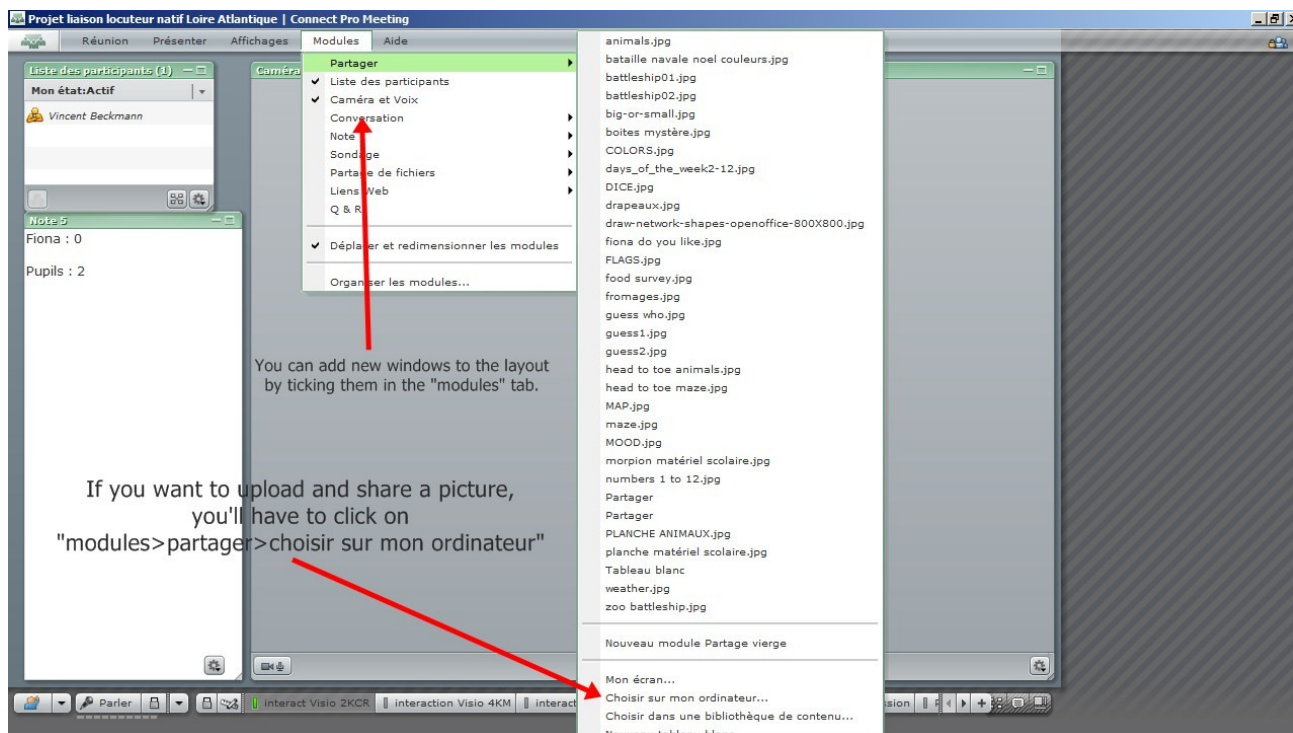 Projet liaison locuteur natif Loire Atlantique | Connect Pro Meeting
Réunion Présenter Affichages Modules Aide
Liste des participants (1)
Mon état:Actif
Vincent Beckmann
Note 5
Fiona : 0
Pupils : 2
Caméra
Partager
Liste des participants
Caméra et Voix
Conversation
Note
Sondage
Partage de fichiers
Liens Web
Q & R
Déplacer et redimensionner les modules
Organiser les modules...
You can add new windows to the layout
by ticking them in the "modules" tab.
If you want to upload and share a picture,
you'll have to click on
"modules>partager>choisir sur mon ordinateur"
animals.jpg
bataille navale noel couleurs.jpg
battleship01.jpg
battleship02.jpg
big-or-small.jpg
boites mystère.jpg
COLORS.jpg
days_of_the_week2-12.jpg
DICE.jpg
drapeaux.jpg
draw-network-shapes-openoffice-800X800.jpg
fiona do you like.jpg
FLAGS.jpg
food survey.jpg
fromages.jpg
guess who.jpg
guess1.jpg
guess2.jpg
head to toe animals.jpg
head to toe maze.jpg
MAP.jpg
maze.jpg
MOOD.jpg
morpion matériel scolaire.jpg
numbers 1 to 12.jpg
Partager
Partager
PLANCHE ANIMAUX.jpg
planche matériel scolaire.jpg
Tableau blanc
weather.jpg
zoo battleship.jpg
Nouveau module Partage vierge
Mon écran...
Choisir sur mon ordinateur...
Choisir dans une bibliothèque de contenu...
Nouveau tableau blanc
Parler interact Visio 2KCR interaction Visio 4KM interact